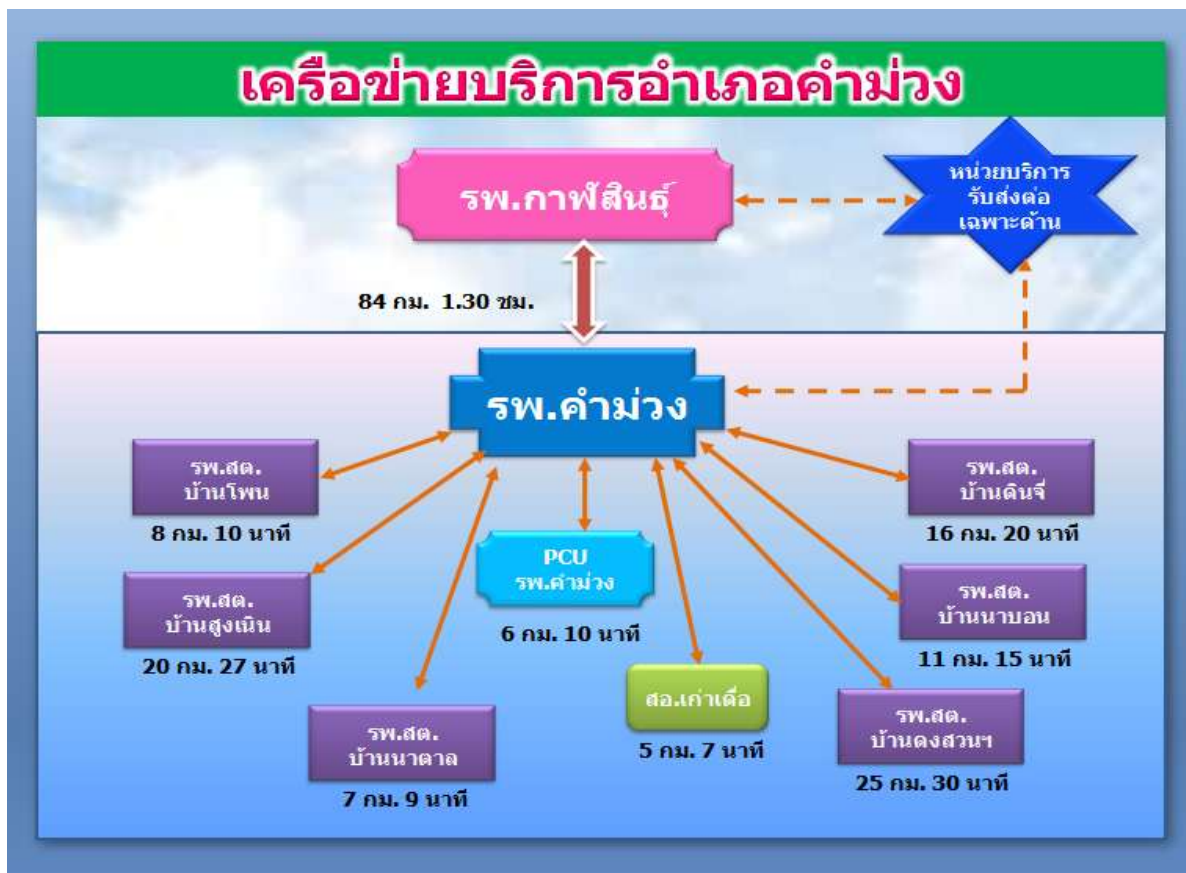 เครือข่ายบริการอำเภอคำม่วง
รพ.กาฬสินธุ์
หน่วยบริการ
รับส่งต่อ
เฉพาะด้าน
84 กม. 1.30 ชม.
รพ.คำม่วง
รพ.สต.
บ้านโพน
8 กม. 10 นาที
รพ.สต.
บ้านดินจี่
16 กม. 20 นาที
PCU
รพ.คำม่วง
6 กม. 10 นาที
รพ.สต.
บ้านสูงเนิน
20 กม. 27 นาที
รพ.สต.
บ้านนาบอน
11 กม. 15 นาที
รพ.สต.
บ้านนาตาล
7 กม. 9 นาที
สอ.เก่าเดื่อ
5 กม. 7 นาที
รพ.สต.
บ้านดงสวนฯ
25 กม. 30 นาที